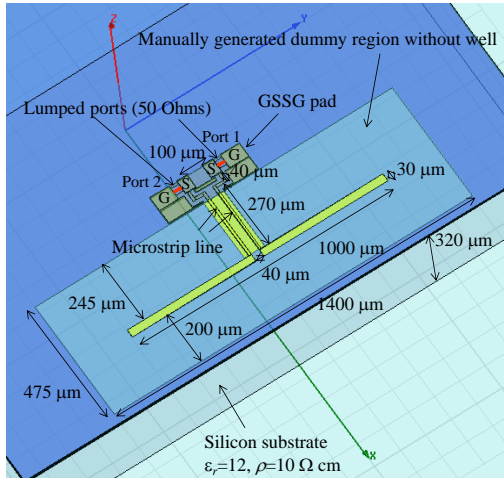 Z
Y
Manually generated dummy region without well
Lumped ports (50 Ohms)
GSSG pad
Port 1
100 μm
G
S
40 μm
30 μm
Port 2
S
G
270 μm
Microstrip line
1000 μm
320 μm
40 μm
245 μm
1400 μm
200 μm
475 μm
X
Silicon substrate
εr=12, ρ=10 Ω cm